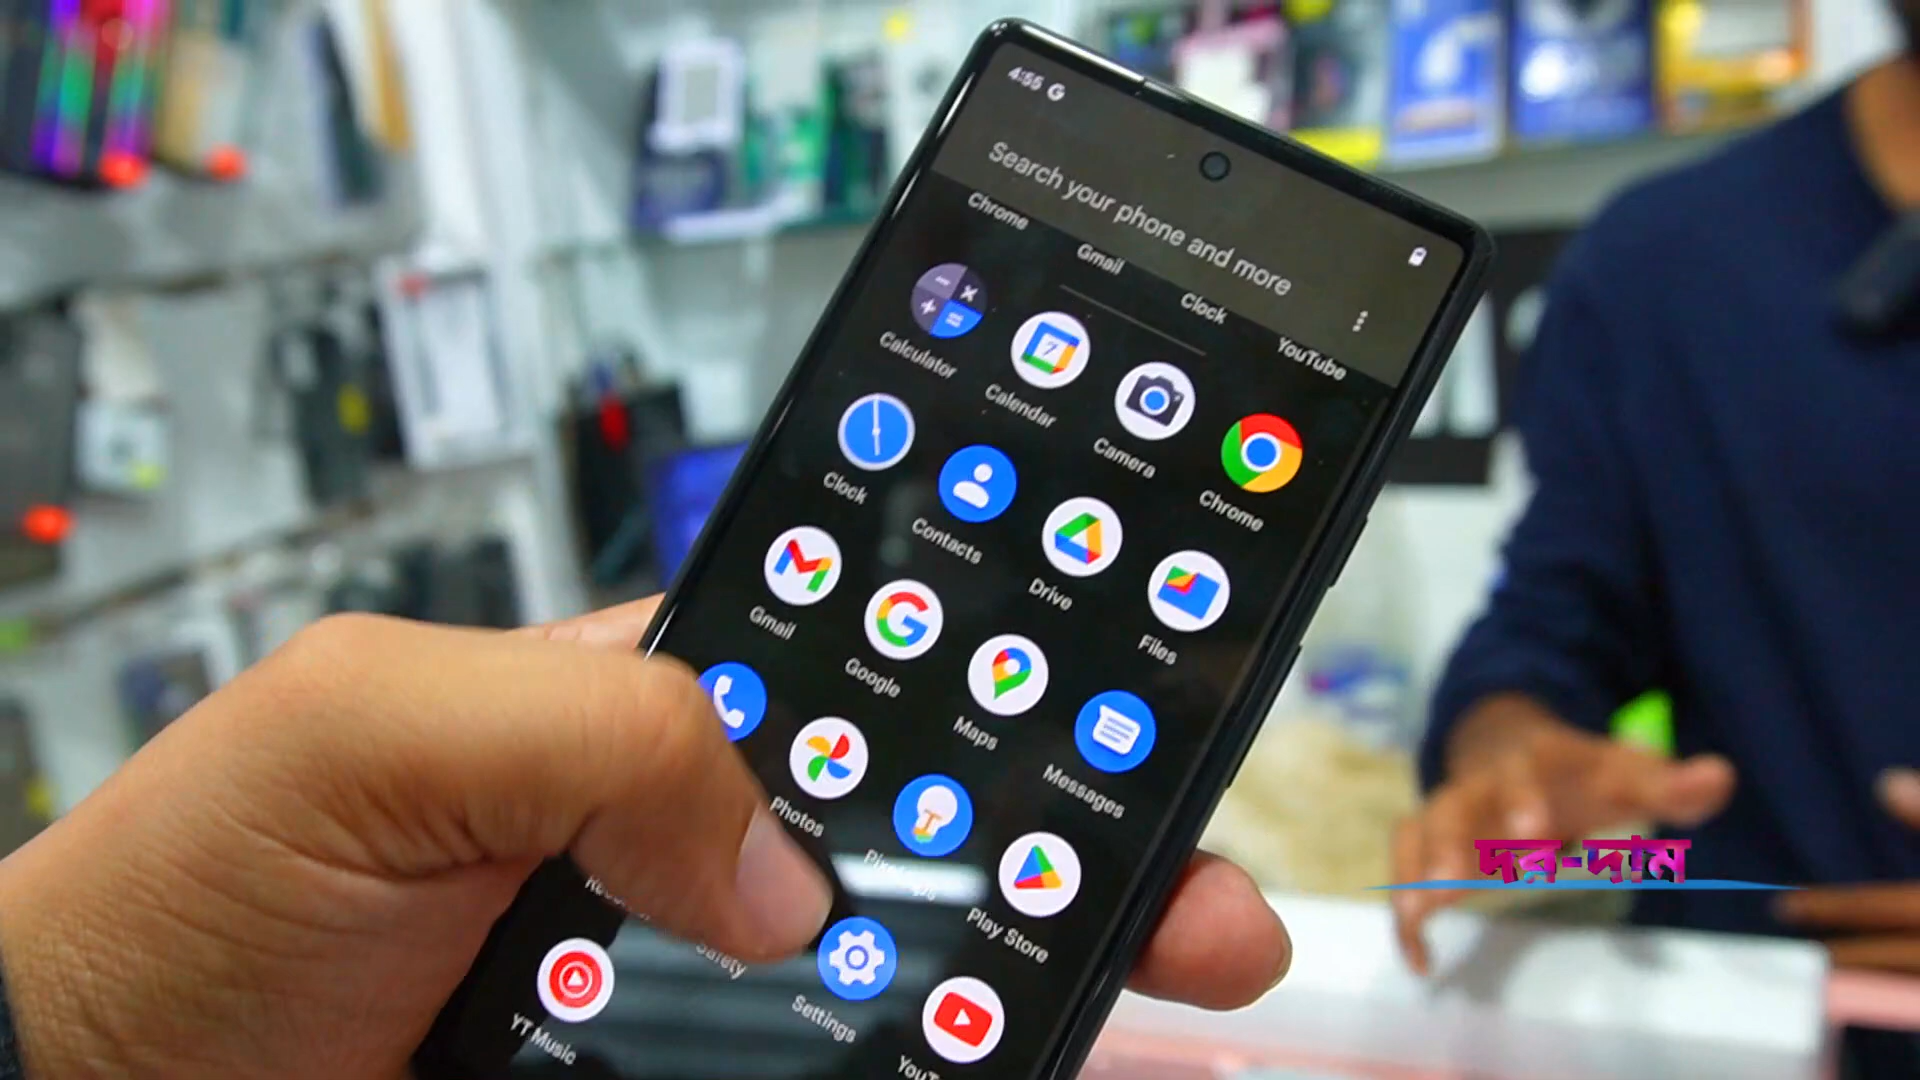 4:55 G
Search your phone and more
Chrome
Gmail
Clock
YouTube
Calculator
Calendar
Camera
Chrome
Clock
Contacts
Drive
Files
Gmail
Google
Maps
Messages
Photos
Play Store
Safety
Settings
YT Music
দর-দাম